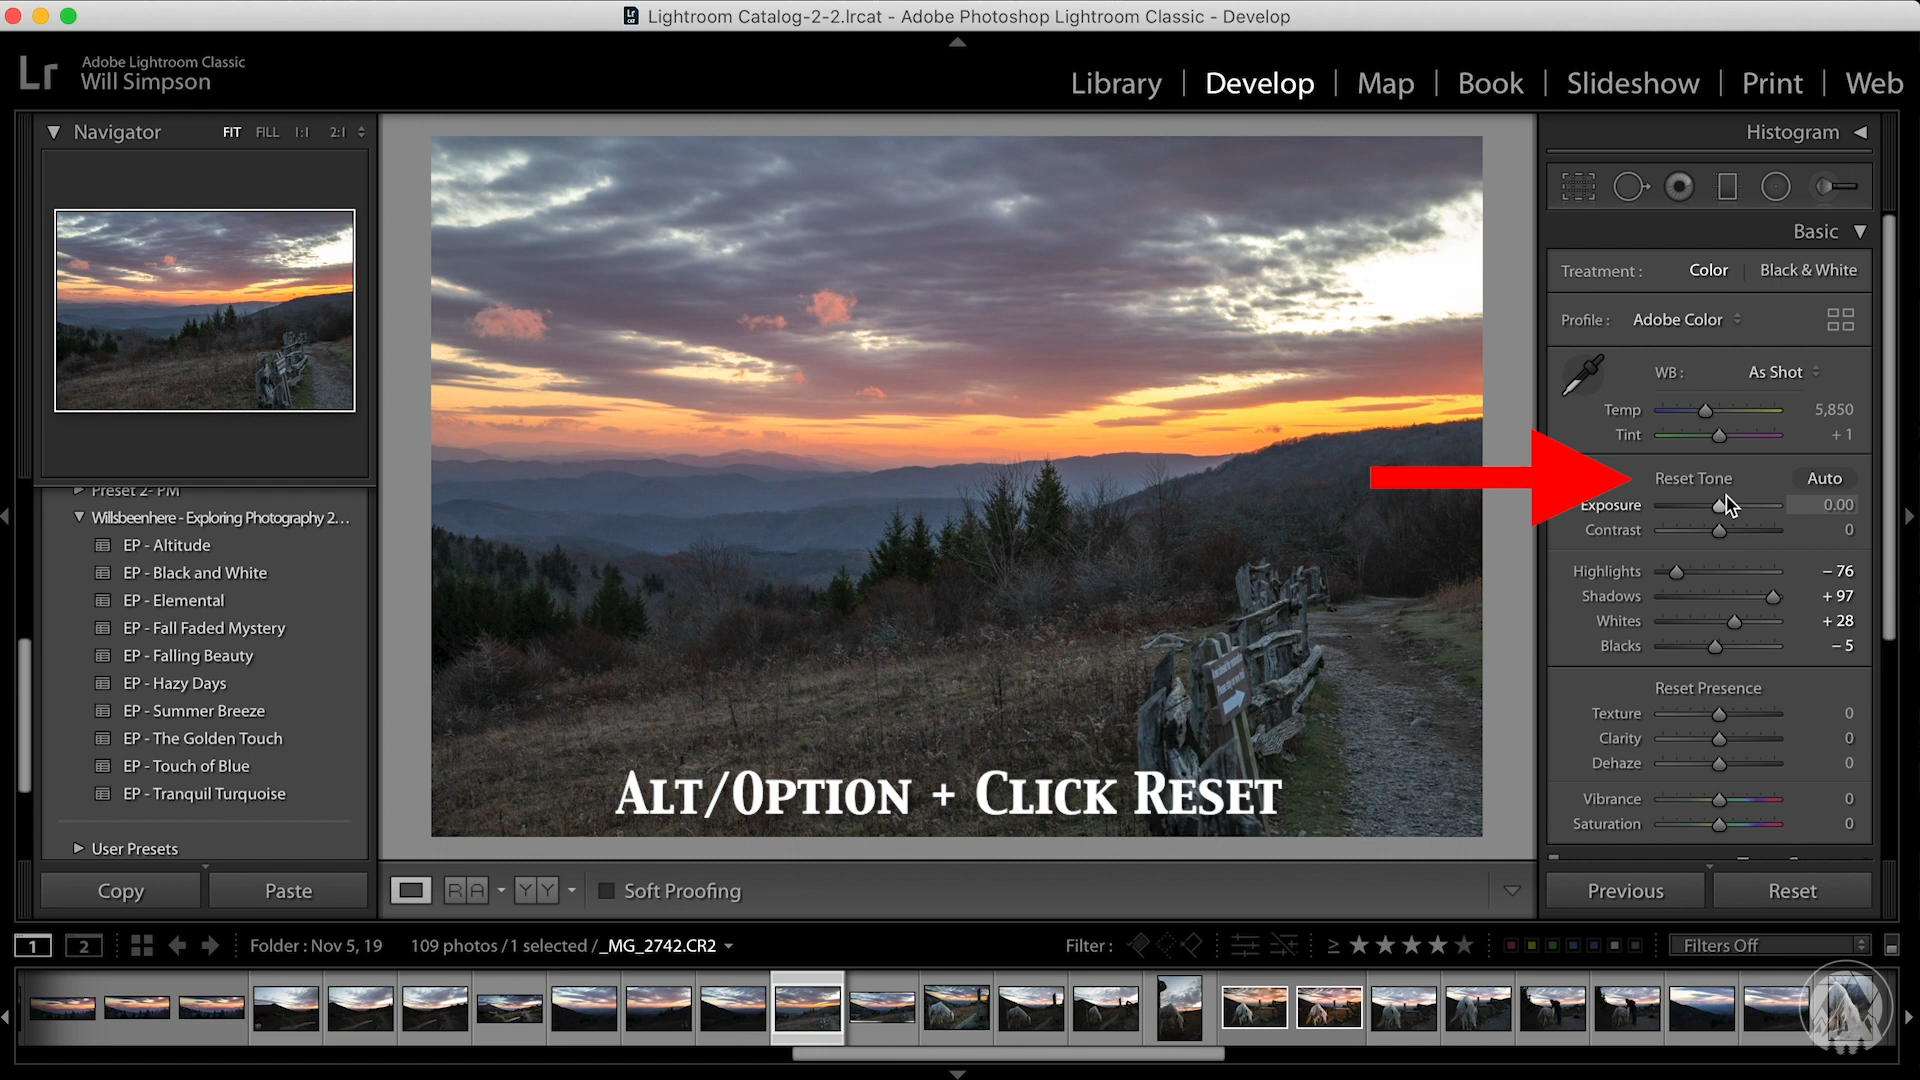 Lightroom Catalog-2-2.lrcat - Adobe Photoshop Lightroom Classic - Develop
Lr
Adobe Lightroom Classic
Will Simpson
Library | Develop | Map | Book | Slideshow | Print | Web
Navigator FIT FILL 1:1 2:1
Preset 2- PM
Willsbeenhere - Exploring Photography 2...
EP - Altitude
EP - Black and White
EP - Elemental
EP - Fall Faded Mystery
EP - Falling Beauty
EP - Hazy Days
EP - Summer Breeze
EP - The Golden Touch
EP - Touch of Blue
EP - Tranquil Turquoise
User Presets
Copy Paste
ALT/OPTION + CLICK RESET
RA YY Soft Proofing
Histogram
Basic
Treatment : Color Black & White
Profile : Adobe Color
WB : As Shot
Temp 5,850
Tint + 1
Reset Tone Auto
Exposure 0.00
Contrast 0
Highlights – 76
Shadows + 97
Whites + 28
Blacks – 5
Reset Presence
Texture 0
Clarity 0
Dehaze 0
Vibrance 0
Saturation 0
Previous Reset
1 2 Folder : Nov 5, 19 109 photos / 1 selected / _MG_2742.CR2 Filter : ≥ ★★★★★ Filters Off